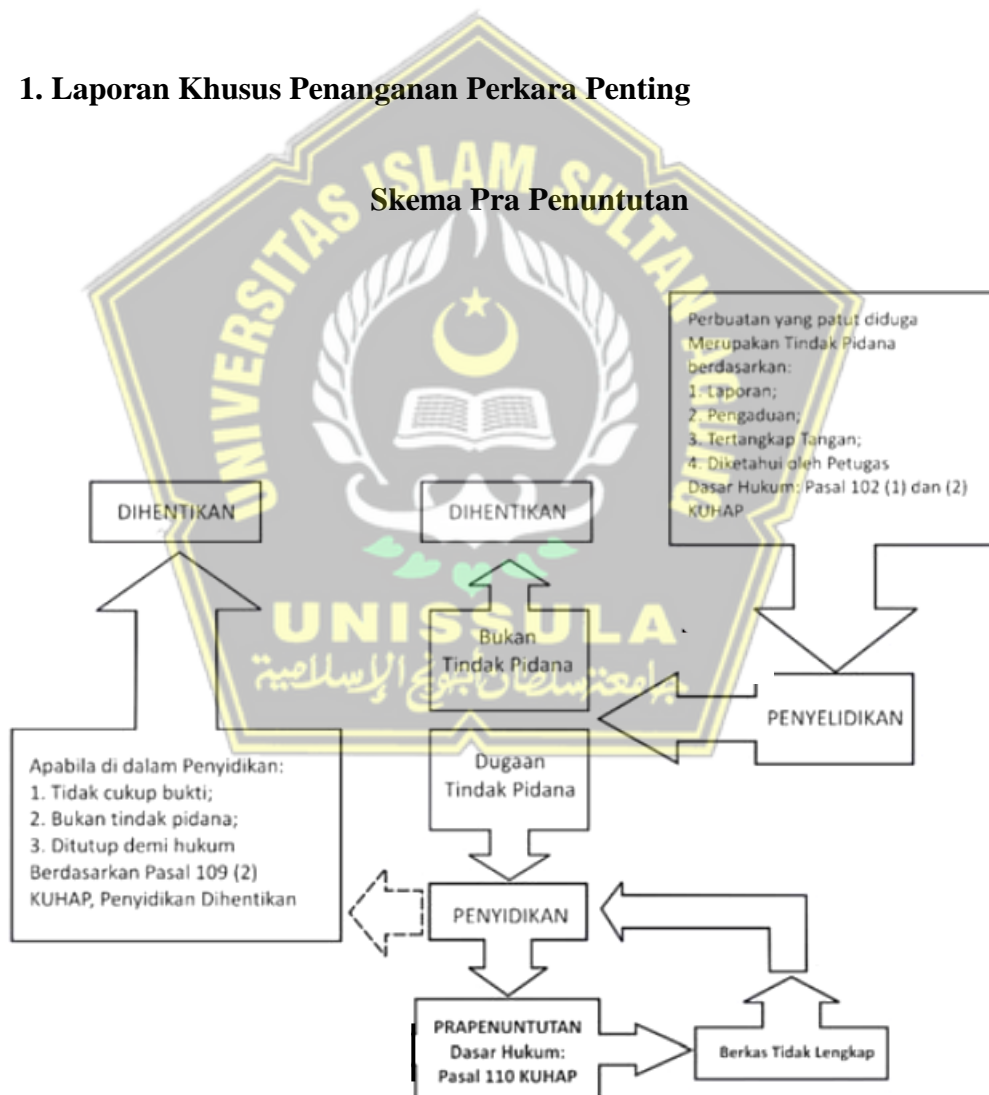 1. Laporan Khusus Penanganan Perkara Penting
Skema Pra Penuntutan
UNIVERSITAS ISLAM SULTAN AGUNG
UNISSULA
جامعنسلطان أجونج الإسلامية
Perbuatan yang patut diduga
Merupakan Tindak Pidana
berdasarkan:
1. Laporan;
2. Pengaduan;
3. Tertangkap Tangan;
4. Diketahui oleh Petugas
Dasar Hukum: Pasal 102 (1) dan (2)
KUHAP
DIHENTIKAN
DIHENTIKAN
Bukan
Tindak Pidana
PENYELIDIKAN
Dugaan
Tindak Pidana
Apabila di dalam Penyidikan:
1. Tidak cukup bukti;
2. Bukan tindak pidana;
3. Ditutup demi hukum
Berdasarkan Pasal 109 (2)
KUHAP, Penyidikan Dihentikan
PENYIDIKAN
PRAPENUNTUTAN
Dasar Hukum:
Pasal 110 KUHAP
Berkas Tidak Lengkap